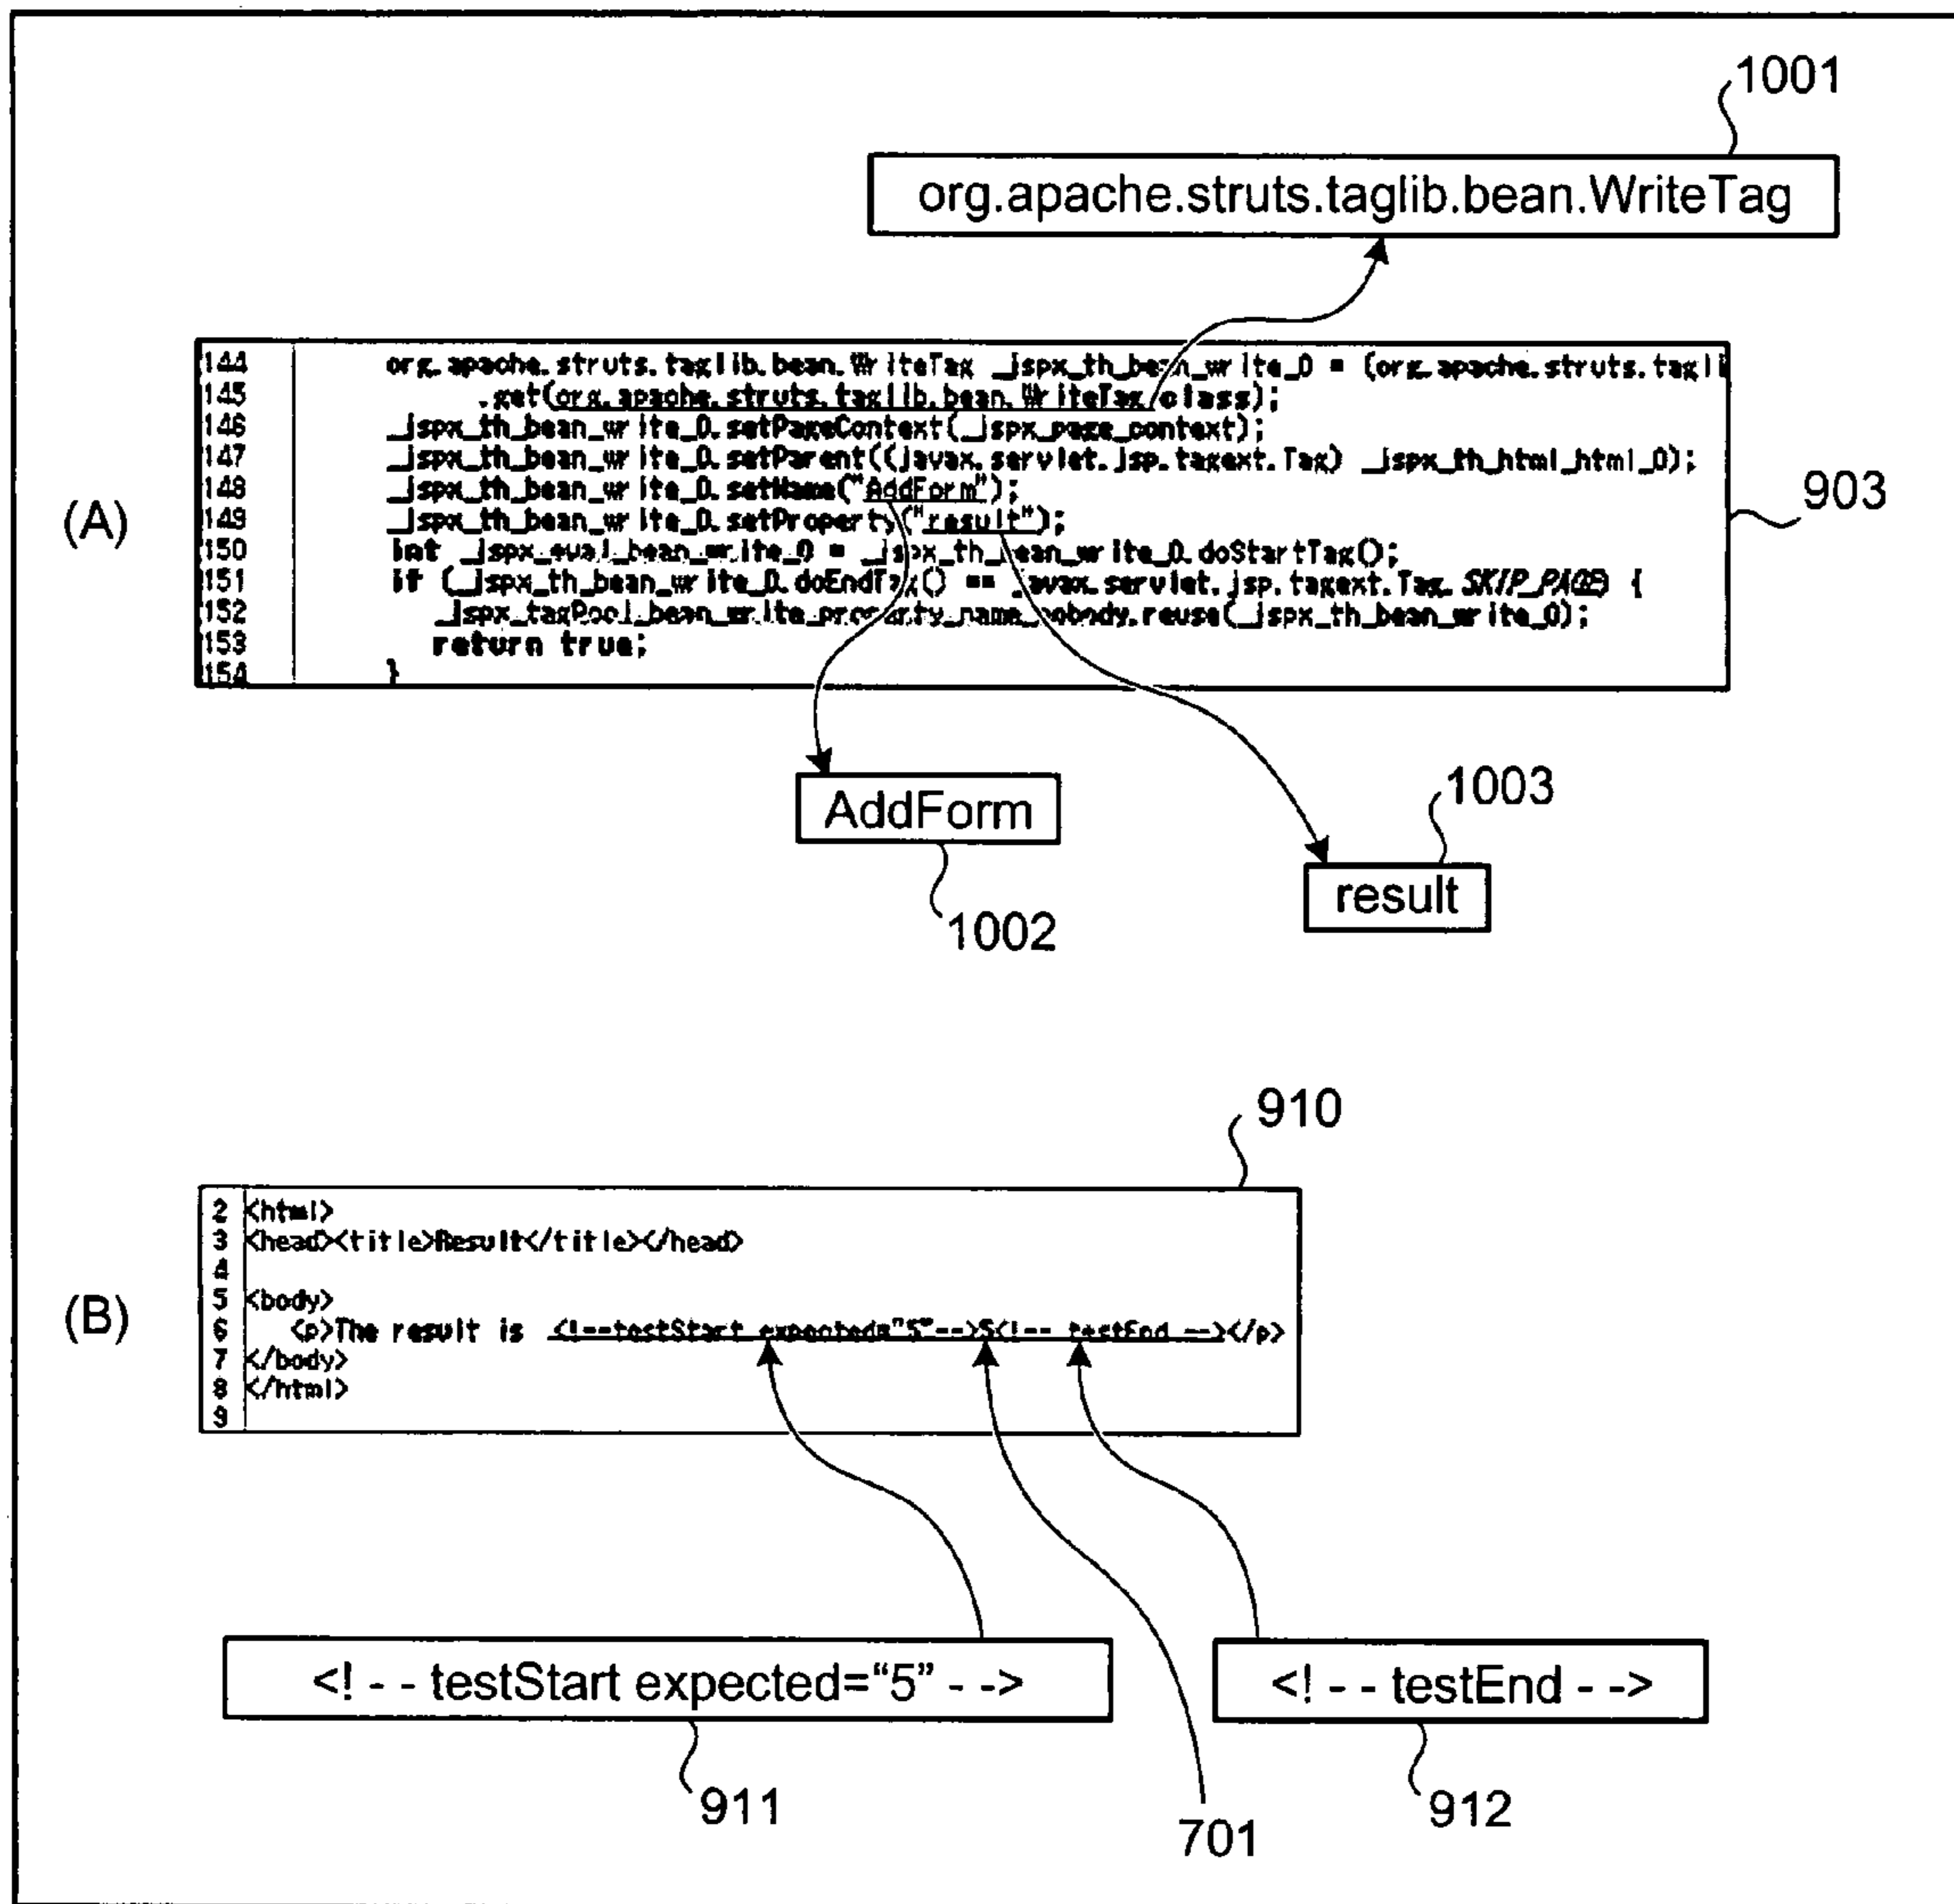 1001
org.apache.struts.taglib.bean.WriteTag
(A)
144 org.apache.struts.taglib.bean.WriteTag _jspx_th_bean_write_0 = (org.apache.struts.tagli
145 .get(org.apache.struts.taglib.bean.WriteTag.class);
146 _jspx_th_bean_write_0.setPageContext(_jspx_page_context);
147 _jspx_th_bean_write_0.setParent((javax.servlet.jsp.tagext.Tag) _jspx_th_html_html_0);
148 _jspx_th_bean_write_0.setName("AddForm");
149 _jspx_th_bean_write_0.setProperty("result");
150 int _jspx_eval_bean_write_0 = _jspx_th_bean_write_0.doStartTag();
151 if (_jspx_th_bean_write_0.doEndTag() == javax.servlet.jsp.tagext.Tag.SKIP_PAGE) {
152 _jspx_tagPool_bean_write_property_name_nobody.reuse(_jspx_th_bean_write_0);
153 return true;
154 }
903
AddForm
1002
1003
result
910
(B)
2 <html>
3 <head><title>Result</title></head>
4
5 <body>
6 <p>The result is <!--testStart expected="5"-->5<!-- testEnd --></p>
7 </body>
8 </html>
9
<! - - testStart expected=“5” - ->
<! - - testEnd - ->
911
701
912